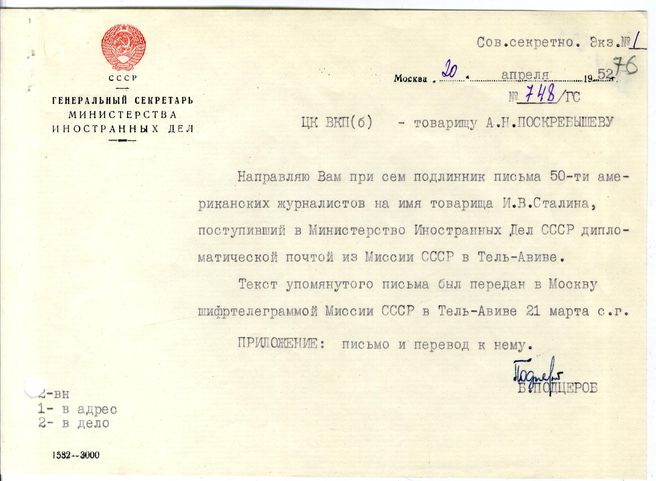 Сов.секретно. Экз.№ 1
76
СССР
Москва „20" апреля 1952г.
№ 748/ГС
ГЕНЕРАЛЬНЫЙ СЕКРЕТАРЬ
МИНИСТЕРСТВА
ИНОСТРАННЫХ ДЕЛ
ЦК ВКП(б) - товарищу А.Н.ПОСКРЕБЫШЕВУ
Направляю Вам при сем подлинник письма 50-ти аме-
риканских журналистов на имя товарища И.В.Сталина,
поступивший в Министерство Иностранных Дел СССР дипло-
матической почтой из Миссии СССР в Тель-Авиве.
Текст упомянутого письма был передан в Москву
шифртелеграммой Миссии СССР в Тель-Авиве 21 марта с.г.
ПРИЛОЖЕНИЕ: письмо и перевод к нему.
Подцероб
Б.ПОДЦЕРОБ
2-вн
1- в адрес
2- в дело
1532--3000